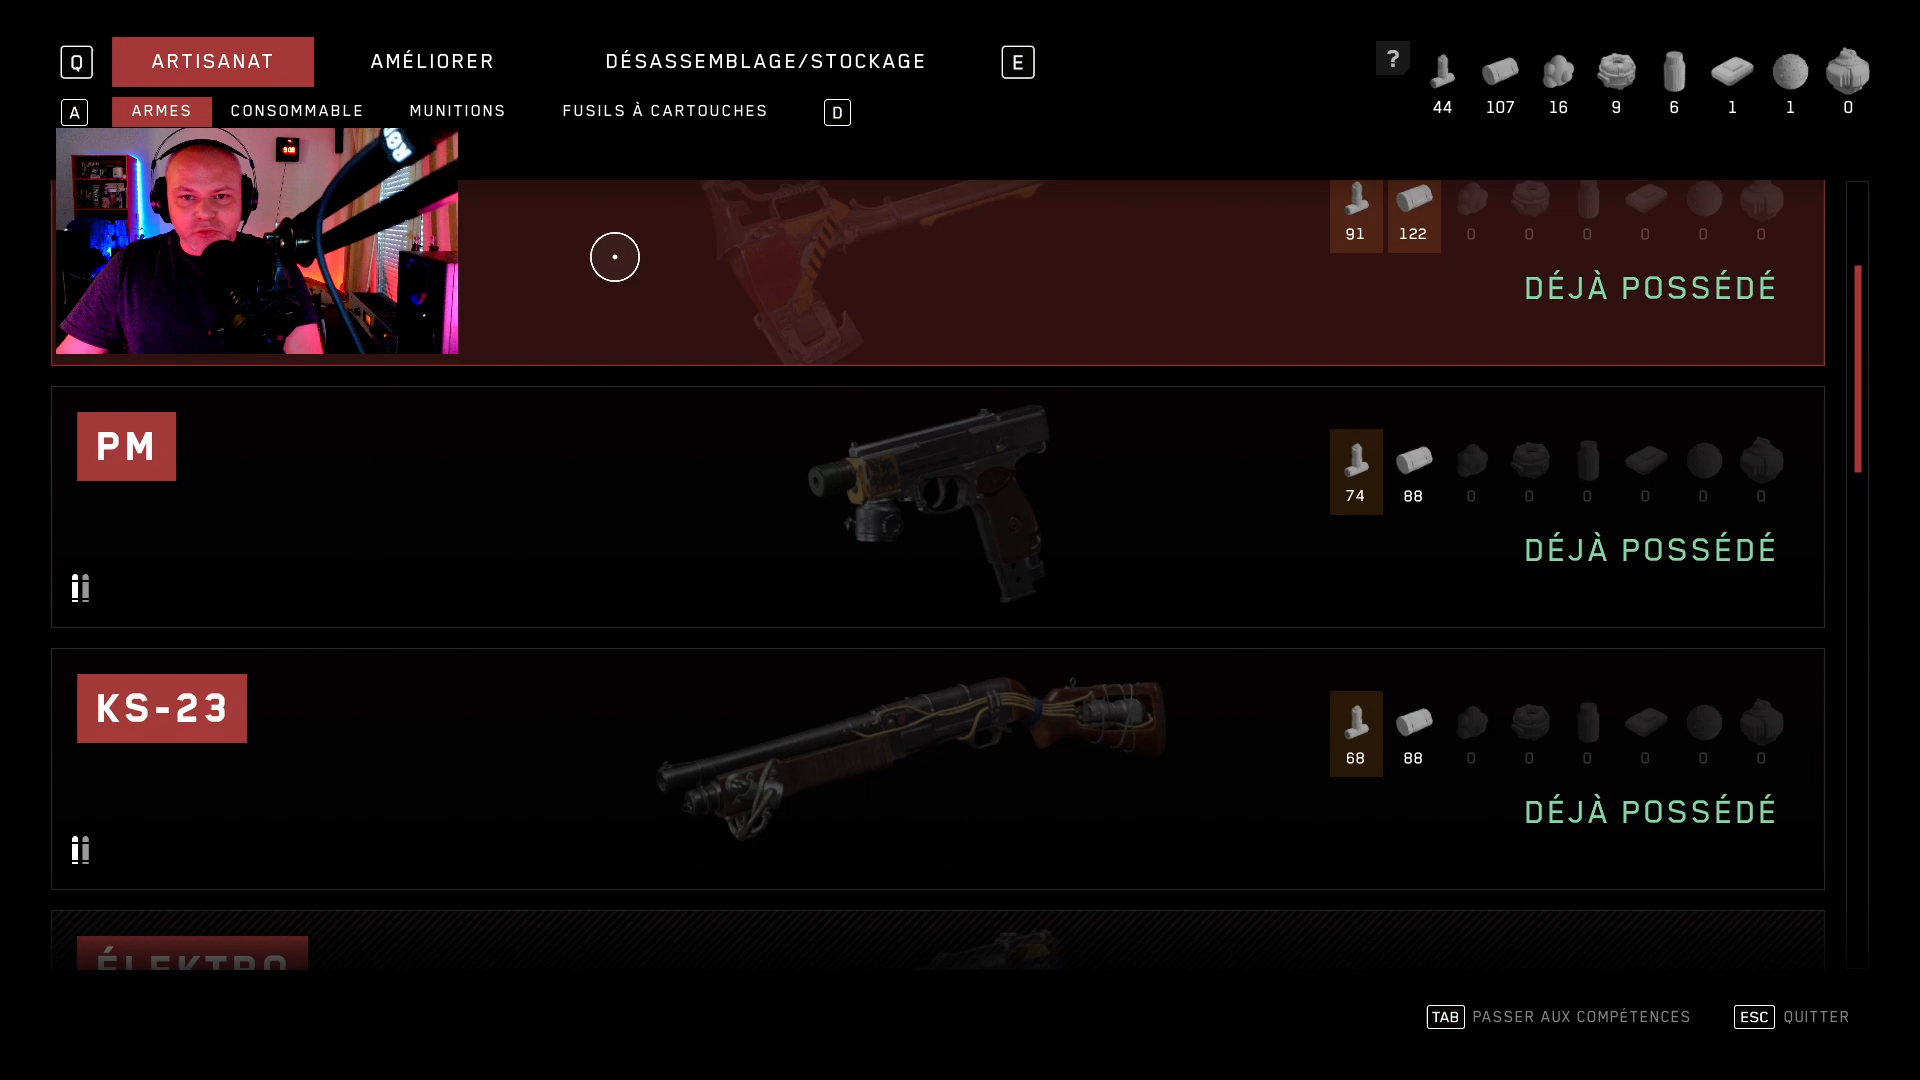 Q ARTISANAT AMÉLIORER DÉSASSEMBLAGE/STOCKAGE E ?
44 107 16 9 6 1 1 0
A ARMES CONSOMMABLE MUNITIONS FUSILS À CARTOUCHES D
91 122 0 0 0 0 0 0
DÉJÀ POSSÉDÉ
PM
74 88 0 0 0 0 0 0
DÉJÀ POSSÉDÉ
KS-23
68 88 0 0 0 0 0 0
DÉJÀ POSSÉDÉ
ÉLEKTRO
TAB PASSER AUX COMPÉTENCES ESC QUITTER